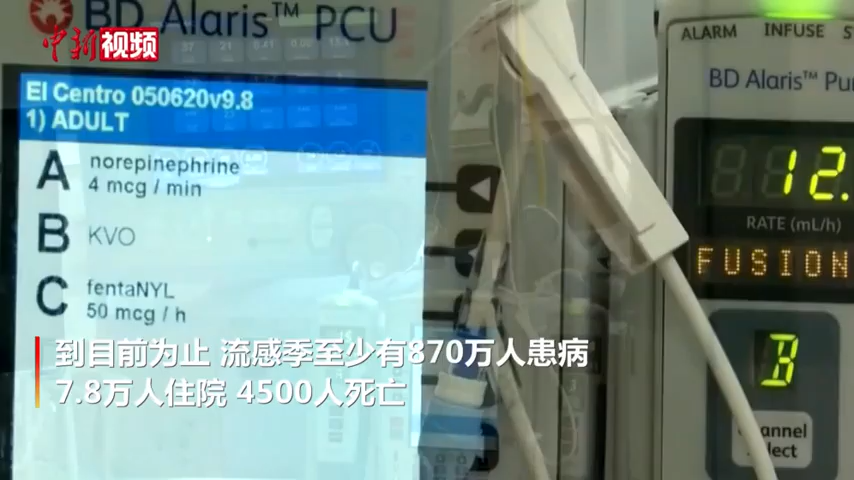 BD Alaris™ PCU
中新视频
El Centro 050620v9.8
1) ADULT
A norepinephrine
4 mcg / min
B KVO
C fentaNYL
50 mcg / h
ALARM INFUSE
BD Alaris™
12.
RATE (mL/h)
FUSION
B
到目前为止 流感季至少有870万人患病
7.8万人住院 4500人死亡